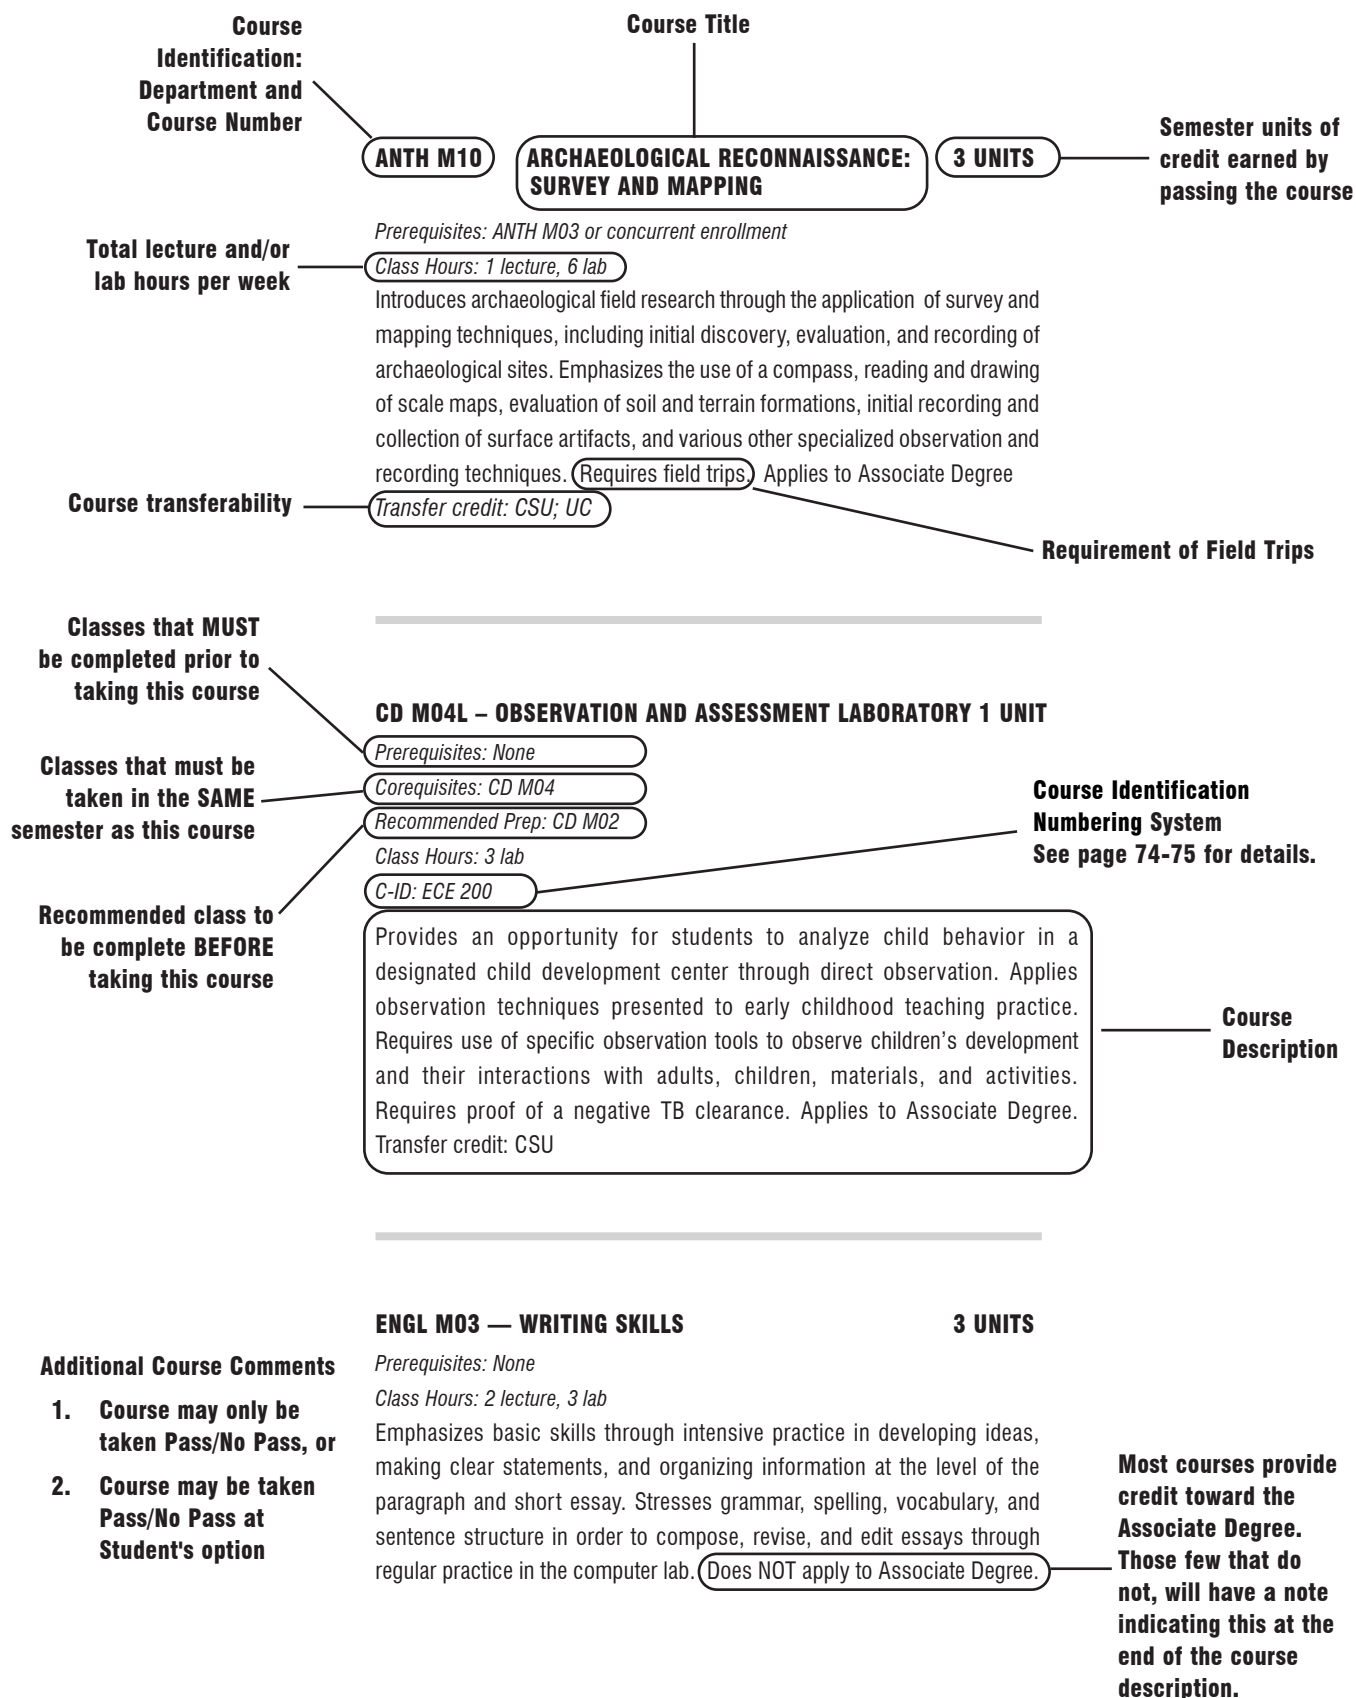 Course
Identification:
Department and
Course Number
Course Title
ANTH M10
ARCHAEOLOGICAL RECONNAISSANCE:
SURVEY AND MAPPING
3 UNITS
Semester units of
credit earned by
passing the course
Prerequisites: ANTH M03 or concurrent enrollment
Total lecture and/or
lab hours per week
Class Hours: 1 lecture, 6 lab
Introduces archaeological field research through the application of survey and
mapping techniques, including initial discovery, evaluation, and recording of
archaeological sites. Emphasizes the use of a compass, reading and drawing
of scale maps, evaluation of soil and terrain formations, initial recording and
collection of surface artifacts, and various other specialized observation and
recording techniques. Requires field trips. Applies to Associate Degree
Course transferability
Transfer credit: CSU; UC
Requirement of Field Trips
Classes that MUST
be completed prior to
taking this course
CD M04L – OBSERVATION AND ASSESSMENT LABORATORY 1 UNIT
Prerequisites: None
Classes that must be
taken in the SAME
semester as this course
Corequisites: CD M04
Recommended Prep: CD M02
Class Hours: 3 lab
C-ID: ECE 200
Course Identification
Numbering System
See page 74-75 for details.
Recommended class to
be complete BEFORE
taking this course
Provides an opportunity for students to analyze child behavior in a
designated child development center through direct observation. Applies
observation techniques presented to early childhood teaching practice.
Requires use of specific observation tools to observe children’s development
and their interactions with adults, children, materials, and activities.
Requires proof of a negative TB clearance. Applies to Associate Degree.
Transfer credit: CSU
Course
Description
ENGL M03 — WRITING SKILLS 3 UNITS
Additional Course Comments
1. Course may only be
taken Pass/No Pass, or
2. Course may be taken
Pass/No Pass at
Student's option
Prerequisites: None
Class Hours: 2 lecture, 3 lab
Emphasizes basic skills through intensive practice in developing ideas,
making clear statements, and organizing information at the level of the
paragraph and short essay. Stresses grammar, spelling, vocabulary, and
sentence structure in order to compose, revise, and edit essays through
regular practice in the computer lab. Does NOT apply to Associate Degree.
Most courses provide
credit toward the
Associate Degree.
Those few that do
not, will have a note
indicating this at the
end of the course
description.